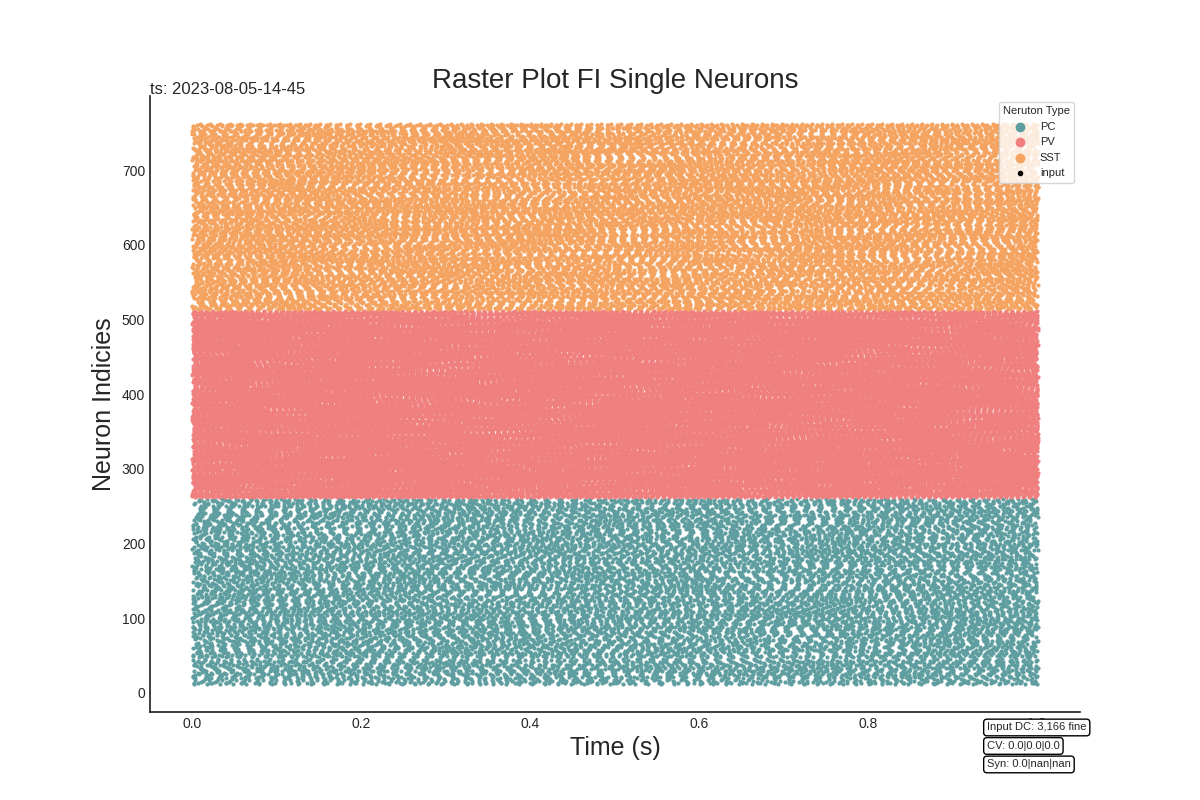 Raster Plot FI Single Neurons
ts: 2023-08-05-14-45
Neruton Type
PC
PV
SST
input
Neuron Indicies
700
600
500
400
300
200
100
0
0.0 0.2 0.4 0.6 0.8
Time (s)
Input DC: 3,166 fine
CV: 0.0|0.0|0.0
Syn: 0.0|nan|nan